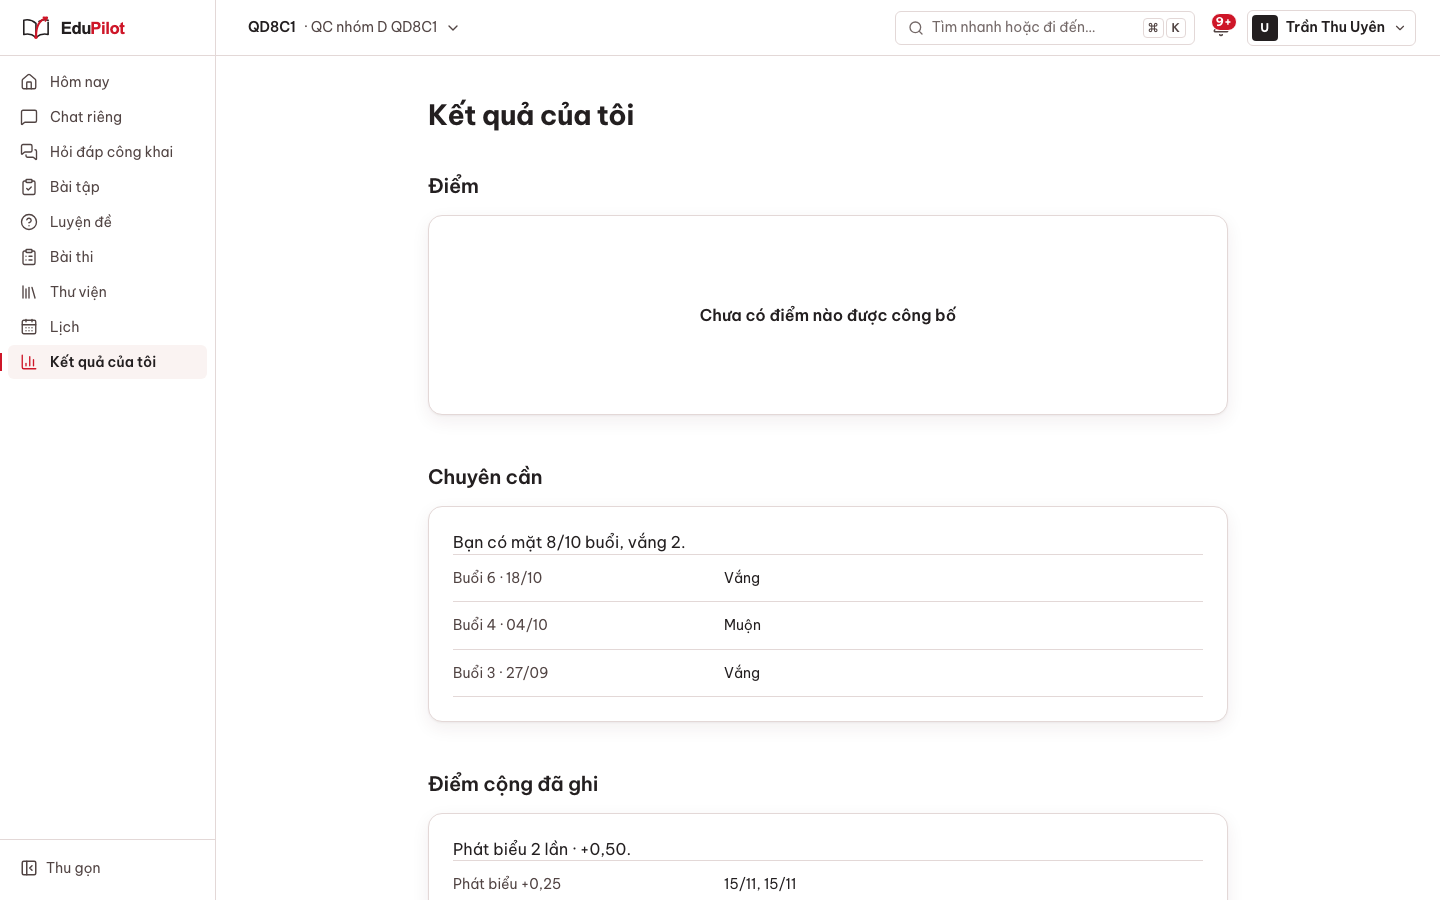 EduPilot
QD8C1 · QC nhóm D QD8C1
Tìm nhanh hoặc đi đến...
⌘ K
9+
U
Trần Thu Uyên
Hôm nay
Chat riêng
Hỏi đáp công khai
Bài tập
Luyện đề
Bài thi
Thư viện
Lịch
Kết quả của tôi
Thu gọn
Kết quả của tôi
Điểm
Chưa có điểm nào được công bố
Chuyên cần
Bạn có mặt 8/10 buổi, vắng 2.
Buổi 6 · 18/10 Vắng
Buổi 4 · 04/10 Muộn
Buổi 3 · 27/09 Vắng
Điểm cộng đã ghi
Phát biểu 2 lần · +0,50.
Phát biểu +0,25 15/11, 15/11